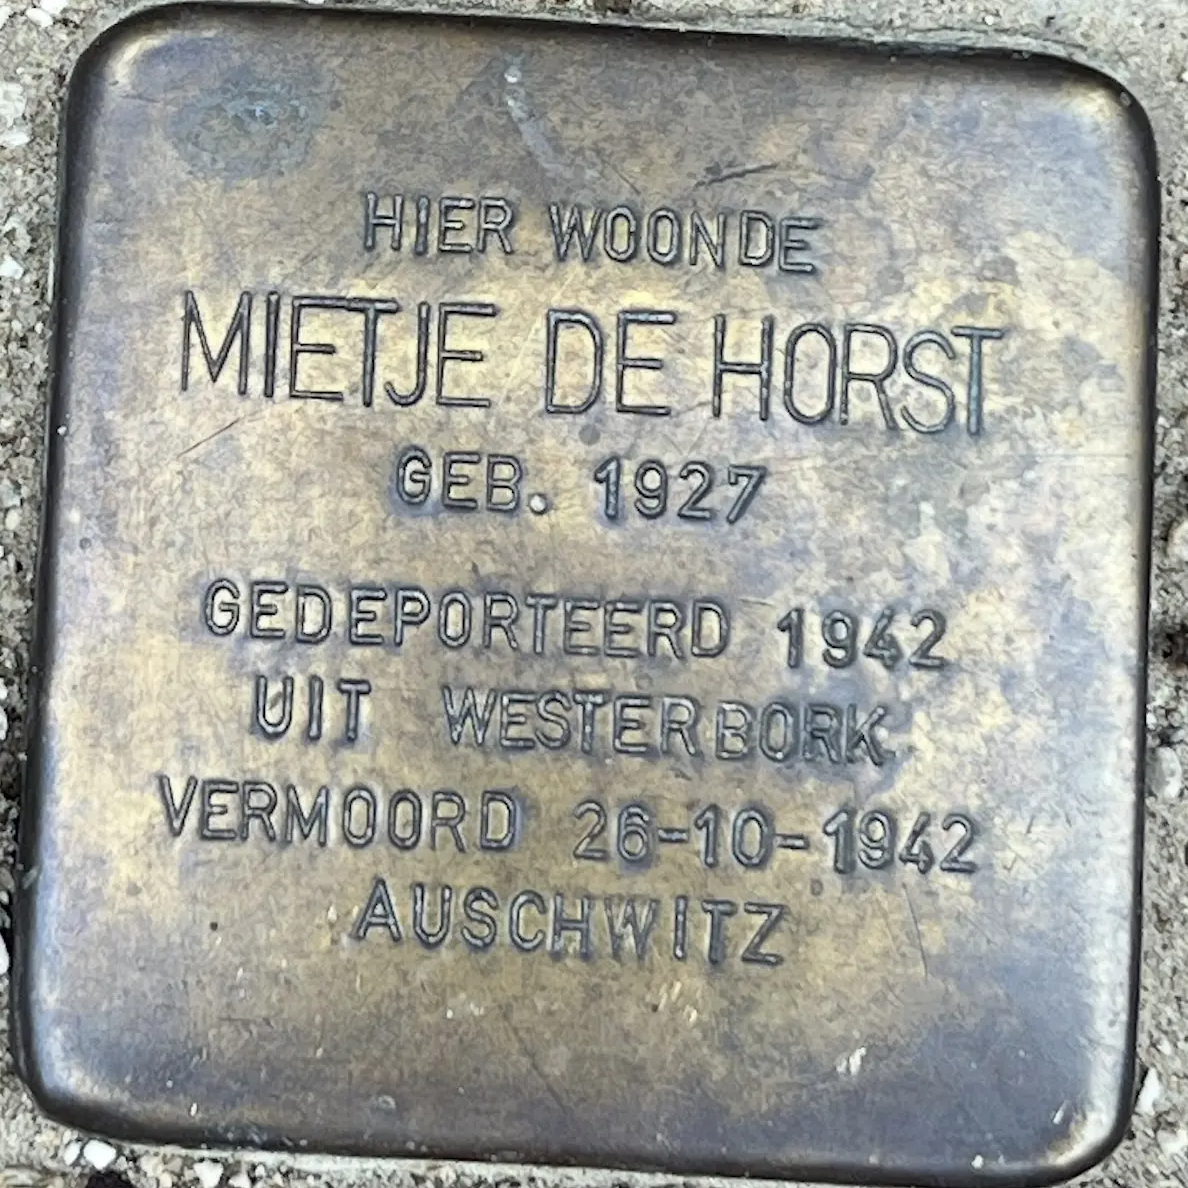 HIER WOONDE
MIETJE DE HORST
GEB. 1927
GEDEPORTEERD 1942
UIT WESTERBORK
VERMOORD 26-10-1942
AUSCHWITZ